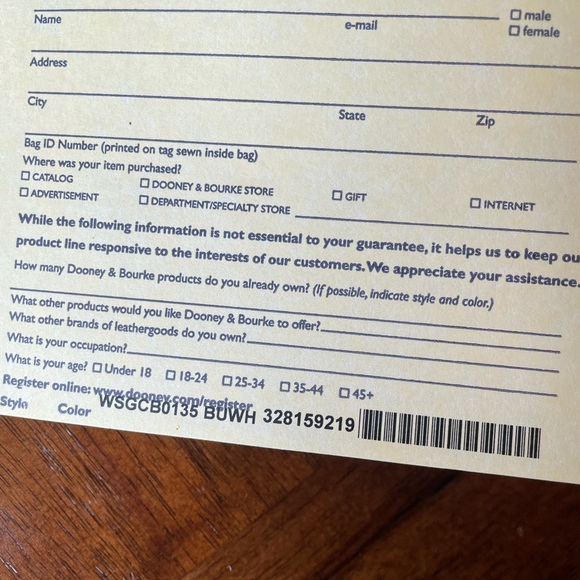 Name e-mail ☐ male
☐ female
Address
City State Zip
Bag ID Number (printed on tag sewn inside bag)
Where was your item purchased?
☐ CATALOG ☐ DOONEY & BOURKE STORE ☐ GIFT ☐ INTERNET
☐ ADVERTISEMENT ☐ DEPARTMENT/SPECIALTY STORE
While the following information is not essential to your guarantee, it helps us to keep ou
product line responsive to the interests of our customers. We appreciate your assistance.
How many Dooney & Bourke products do you already own? (If possible, indicate style and color.)
What other products would you like Dooney & Bourke to offer?
What other brands of leathergoods do you own?
What is your occupation?
What is your age? ☐ Under 18 ☐ 18-24 ☐ 25-34 ☐ 35-44 ☐ 45+
Register online: www.dooney.com/register
Style Color WSGCB0135 BUWH 328159219